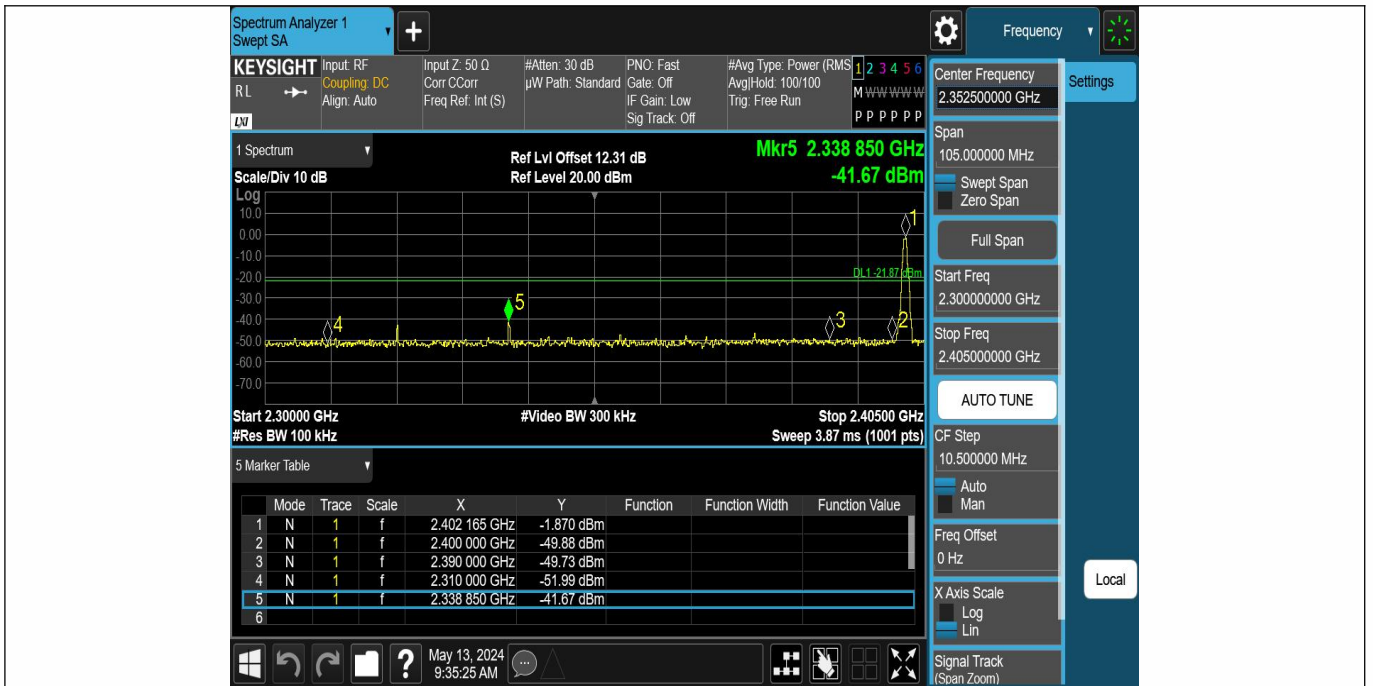 Spectrum Analyzer 1
Swept SA
+
Frequency
KEYSIGHT
RL
LXI
Input: RF
Coupling: DC
Align: Auto
Input Z: 50 Ω
Corr CCorr
Freq Ref: Int (S)
#Atten: 30 dB
µW Path: Standard
PNO: Fast
Gate: Off
IF Gain: Low
Sig Track: Off
#Avg Type: Power (RMS
Avg|Hold: 100/100
Trig: Free Run
1 2 3 4 5 6
M W W W W W
P P P P P P
1 Spectrum
Scale/Div 10 dB
Ref Lvl Offset 12.31 dB
Ref Level 20.00 dBm
Mkr5 2.338 850 GHz
-41.67 dBm
Log
10.0
0.00
-10.0
-20.0
-30.0
-40.0
-50.0
-60.0
-70.0
1
DL1 -21.87 dBm
5
4
3
2
Start 2.30000 GHz
#Video BW 300 kHz
Stop 2.40500 GHz
#Res BW 100 kHz
Sweep 3.87 ms (1001 pts)
5 Marker Table
Mode Trace Scale X Y Function Function Width Function Value
1 N 1 f 2.402 165 GHz -1.870 dBm
2 N 1 f 2.400 000 GHz -49.88 dBm
3 N 1 f 2.390 000 GHz -49.73 dBm
4 N 1 f 2.310 000 GHz -51.99 dBm
5 N 1 f 2.338 850 GHz -41.67 dBm
6
?
May 13, 2024
9:35:25 AM
Center Frequency
2.352500000 GHz
Span
105.000000 MHz
Swept Span
Zero Span
Full Span
Start Freq
2.300000000 GHz
Stop Freq
2.405000000 GHz
AUTO TUNE
CF Step
10.500000 MHz
Auto
Man
Freq Offset
0 Hz
X Axis Scale
Log
Lin
Signal Track
(Span Zoom)
Settings
Local